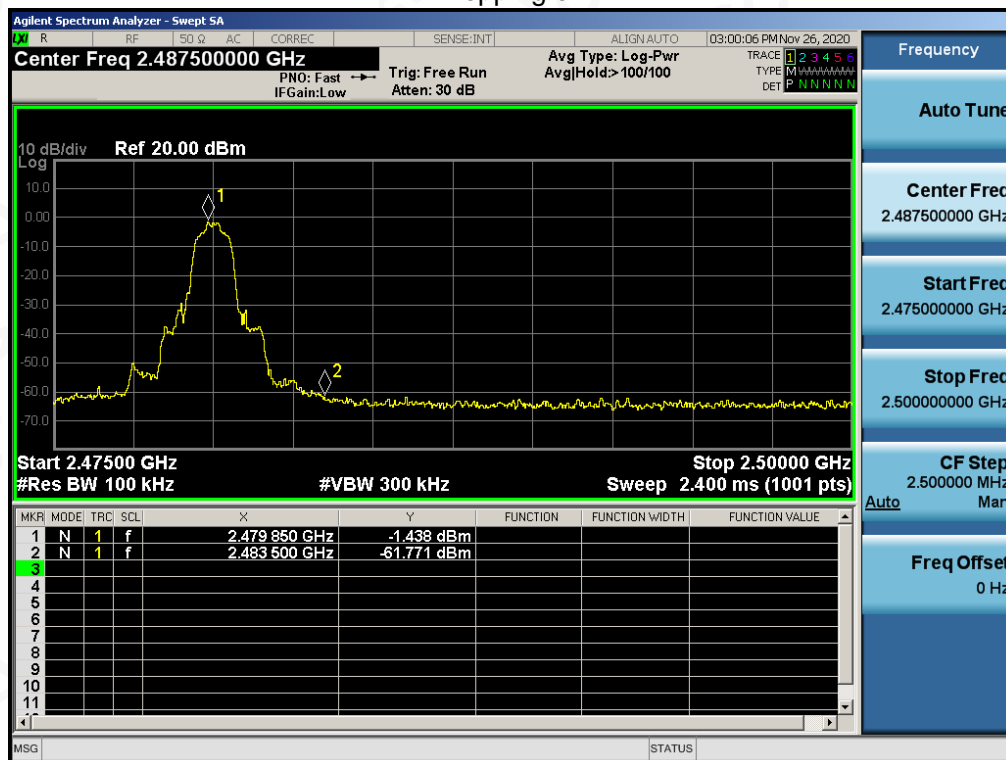 Agilent Spectrum Analyzer - Swept SA
LXI R RF 50 Ω AC CORREC SENSE:INT ALIGN AUTO 03:00:06 PM Nov 26, 2020
Center Freq 2.487500000 GHz
PNO: Fast
IFGain:Low
Trig: Free Run
Atten: 30 dB
Avg Type: Log-Pwr
Avg|Hold:>100/100
TRACE 1 2 3 4 5 6
TYPE M
DET P N N N N N
10 dB/div Ref 20.00 dBm
Log
10.0
0.00
-10.0
-20.0
-30.0
-40.0
-50.0
-60.0
-70.0
1
2
Start 2.47500 GHz Stop 2.50000 GHz
#Res BW 100 kHz #VBW 300 kHz Sweep 2.400 ms (1001 pts)
MKR MODE TRC SCL X Y FUNCTION FUNCTION WIDTH FUNCTION VALUE
1 N 1 f 2.479 850 GHz -1.438 dBm
2 N 1 f 2.483 500 GHz -61.771 dBm
3
4
5
6
7
8
9
10
11
MSG STATUS
Frequency
Auto Tune
Center Freq
2.487500000 GHz
Start Freq
2.475000000 GHz
Stop Freq
2.500000000 GHz
CF Step
2.500000 MHz
Auto Man
Freq Offset
0 Hz